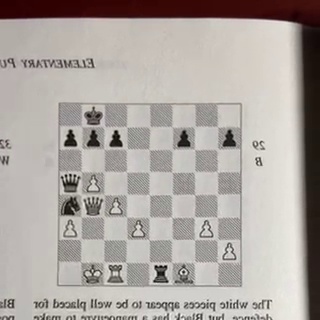 ELEMENTARY PU
29
B
32
W
The white pieces appear to be well placed for
defence, but Black has a manoeuvre to make
Bla